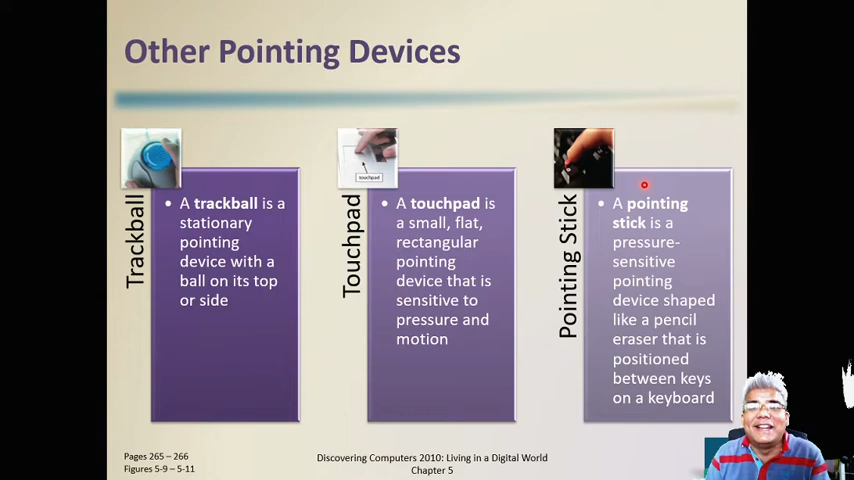 Other Pointing Devices
Trackball
• A trackball is a
stationary
pointing
device with a
ball on its top
or side
touchpad
Touchpad
• A touchpad is
a small, flat,
rectangular
pointing
device that is
sensitive to
pressure and
motion
Pointing Stick
• A pointing
stick is a
pressure-
sensitive
pointing
device shaped
like a pencil
eraser that is
positioned
between keys
on a keyboard
Pages 265 – 266
Figures 5-9 – 5-11
Discovering Computers 2010: Living in a Digital World
Chapter 5